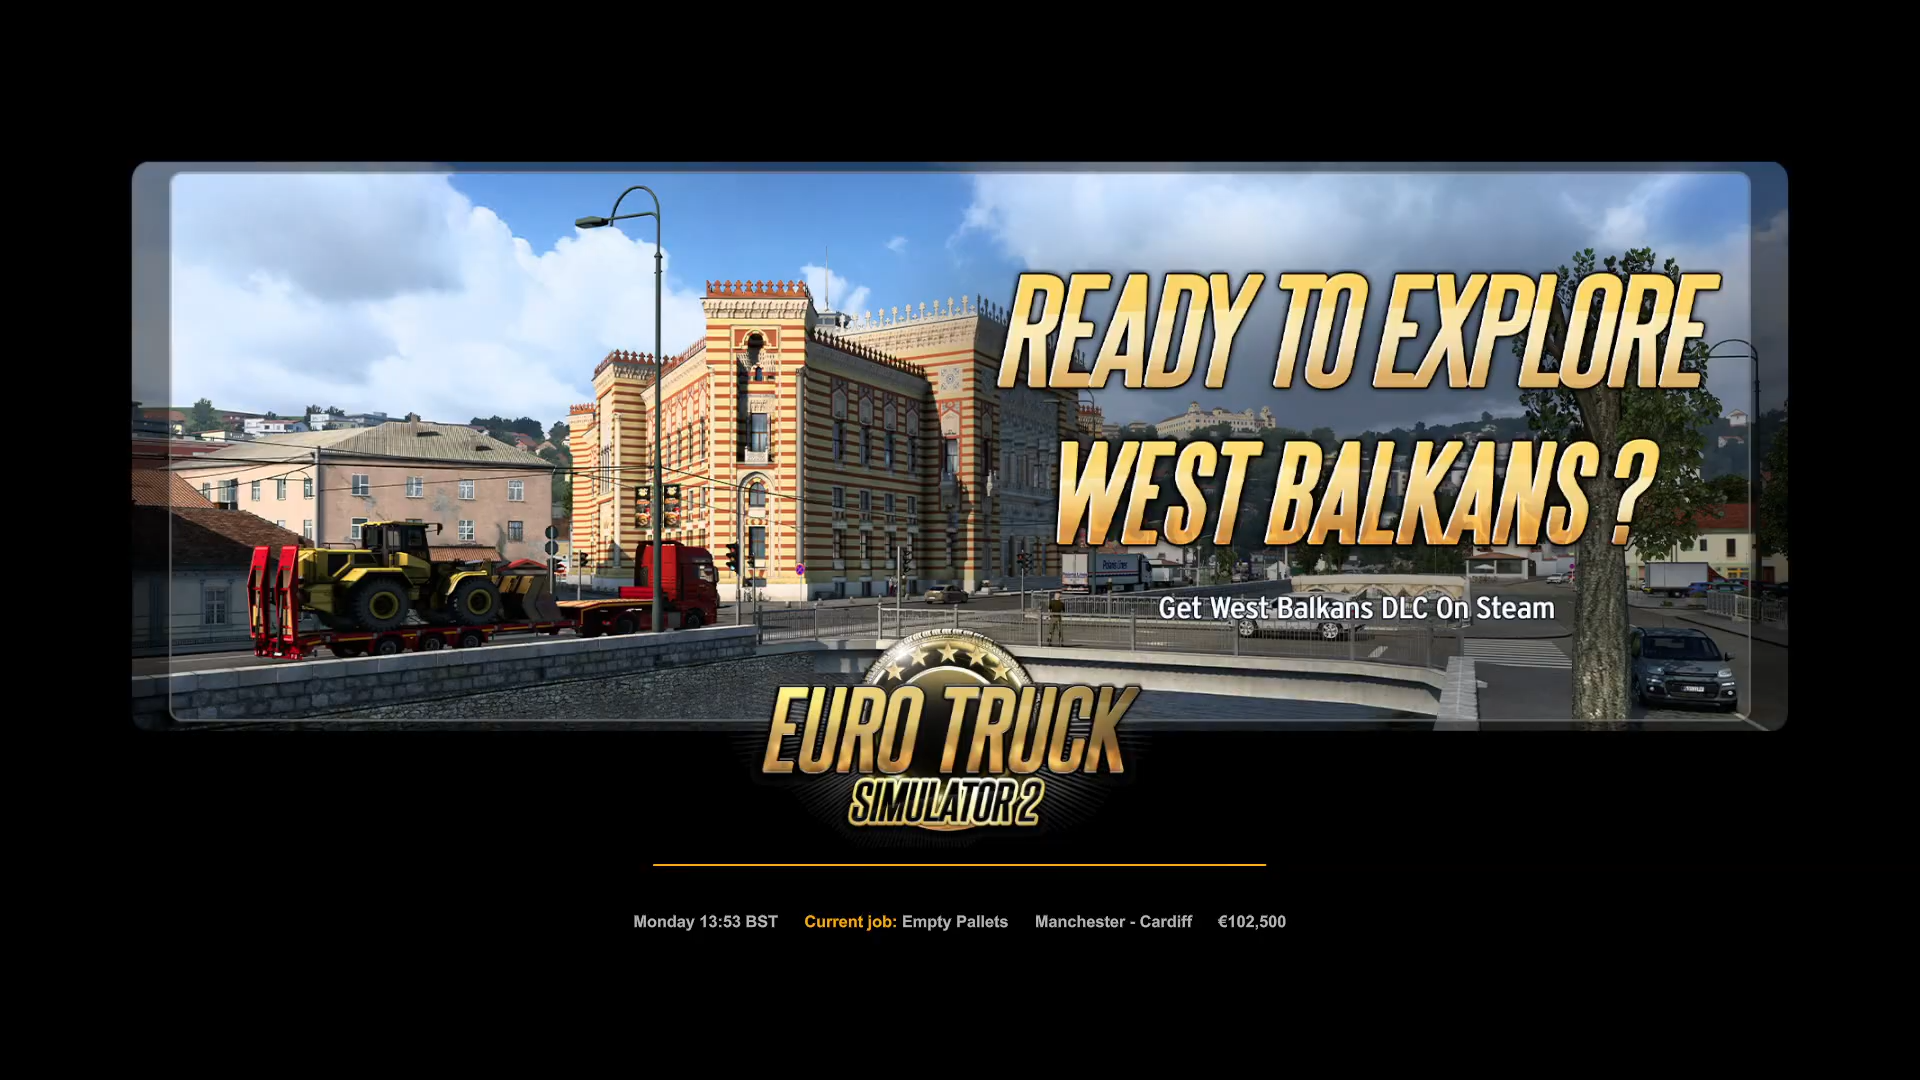 READY TO EXPLORE
WEST BALKANS?
Get West Balkans DLC On Steam
EURO TRUCK
SIMULATOR 2
Monday 13:53 BST Current job: Empty Pallets Manchester - Cardiff €102,500